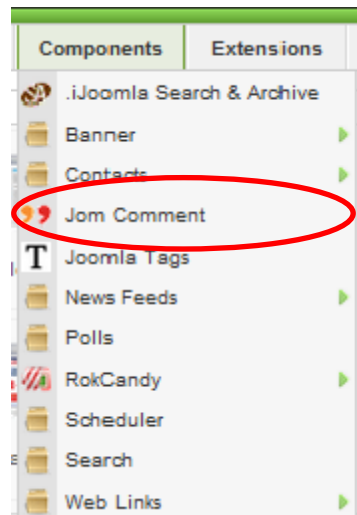 Components Extensions
.iJoomla Search & Archive
Banner
Contacts
Jom Comment
T Joomla Tags
News Feeds
Polls
RokCandy
Scheduler
Search
Web Links